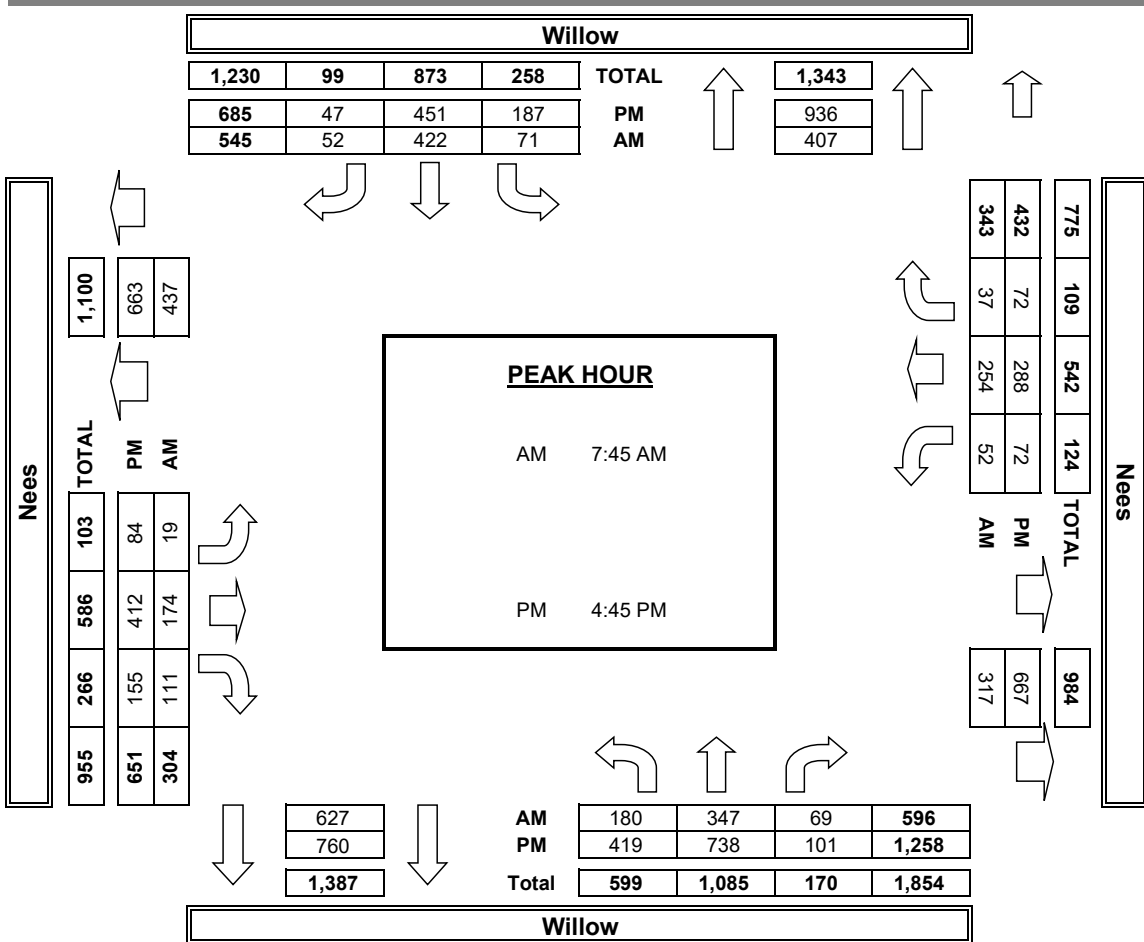 Willow
1,230 99 873 258 TOTAL 1,343
685 47 451 187 PM 936
545 52 422 71 AM 407
Nees
1,100
663
437
TOTAL
PM
AM
103 586 266 955
84 412 155 651
19 174 111 304
PEAK HOUR
AM 7:45 AM
PM 4:45 PM
775 109 542 124 TOTAL 984
432 72 288 72 PM 667
343 37 254 52 AM 317
Nees
627 AM 180 347 69 596
760 PM 419 738 101 1,258
1,387 Total 599 1,085 170 1,854
Willow